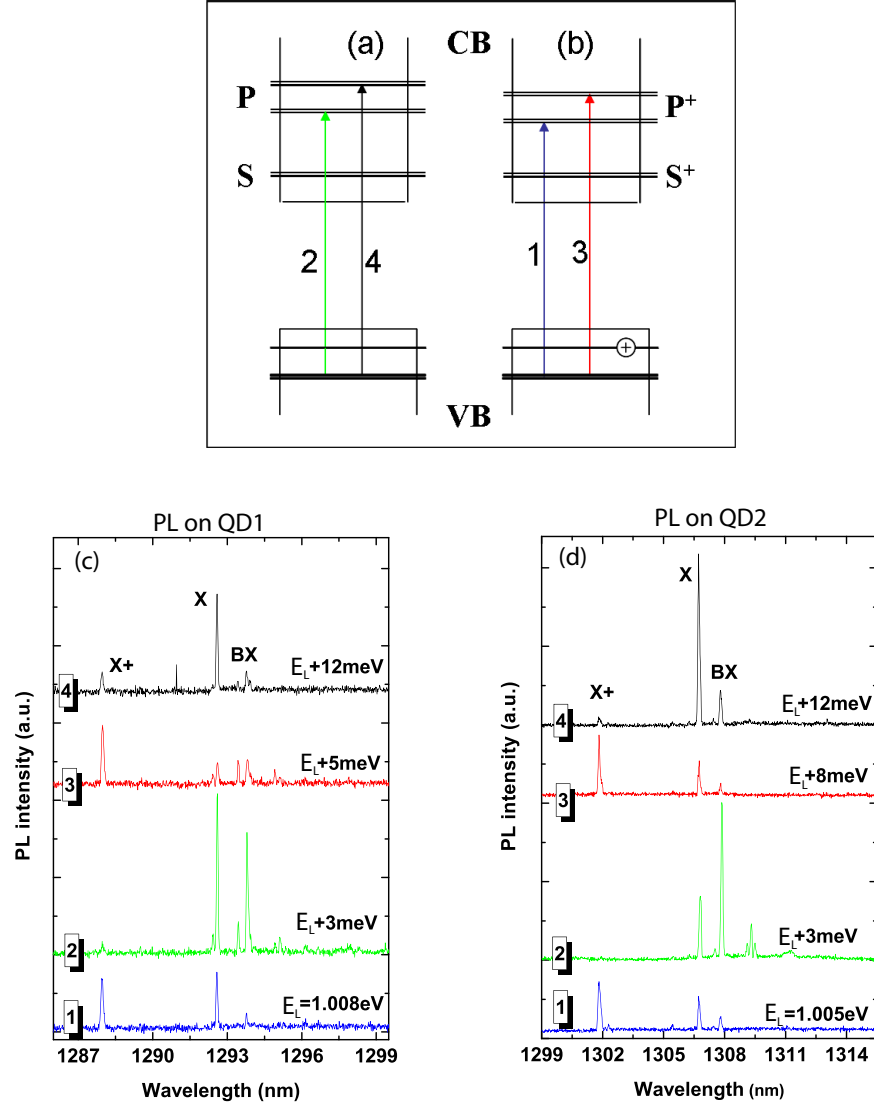 (a) CB (b)
P P⁺
S S⁺
2 4 1 3
+
VB
PL on QD1
(c)
X
X+ BX
E_L+12meV
4
E_L+5meV
3
E_L+3meV
2
E_L=1.008eV
1
1287 1290 1293 1296 1299
Wavelength (nm)
PL intensity (a.u.)
PL on QD2
(d)
X
X+ BX
E_L+12meV
4
E_L+8meV
3
E_L+3meV
2
E_L=1.005eV
1
1299 1302 1305 1308 1311 1314
Wavelength (nm)
PL intensity (a.u.)